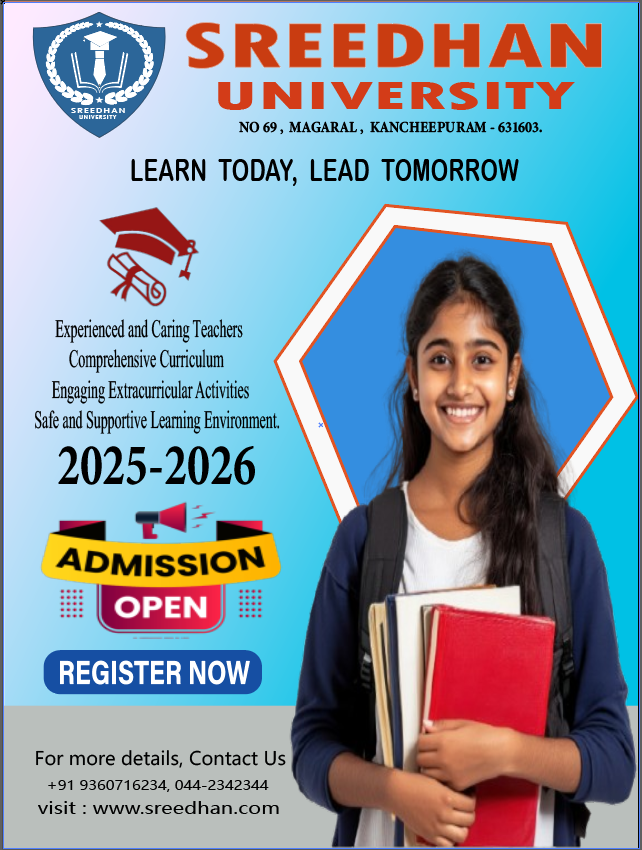 SREEDHAN
UNIVERSITY
SREEDHAN
UNIVERSITY
NO 69 , MAGARAL , KANCHEEPURAM - 631603.
LEARN TODAY, LEAD TOMORROW
Experienced and Caring Teachers
Comprehensive Curriculum
Engaging Extracurricular Activities
Safe and Supportive Learning Environment.
2025-2026
ADMISSION
OPEN
REGISTER NOW
For more details, Contact Us
+91 9360716234, 044-2342344
visit : www.sreedhan.com